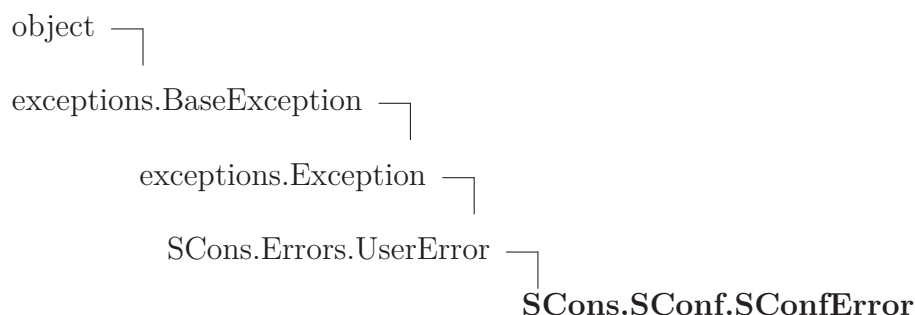 object
exceptions.BaseException
exceptions.Exception
SCons.Errors.UserError
SCons.SConf.SConfError